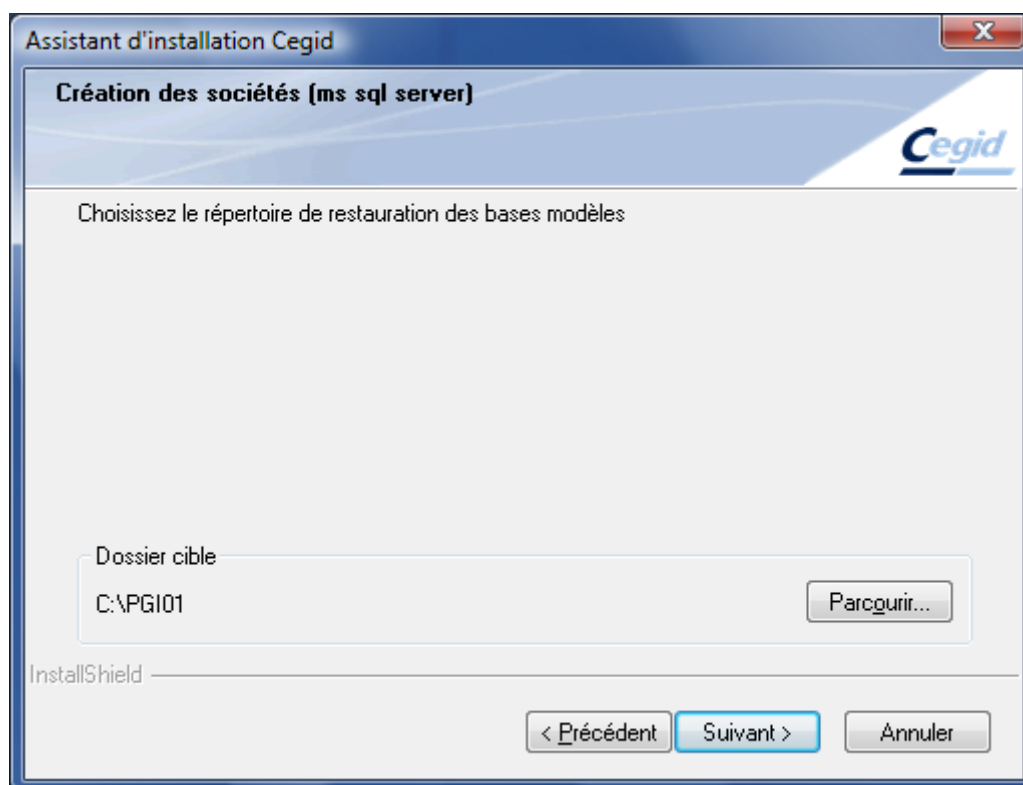 Assistant d'installation Cegid
Création des sociétés (ms sql server)
Cegid
Choisissez le répertoire de restauration des bases modèles
Dossier cible
C:\PGI01
Parcourir...
InstallShield
< Précédent
Suivant >
Annuler